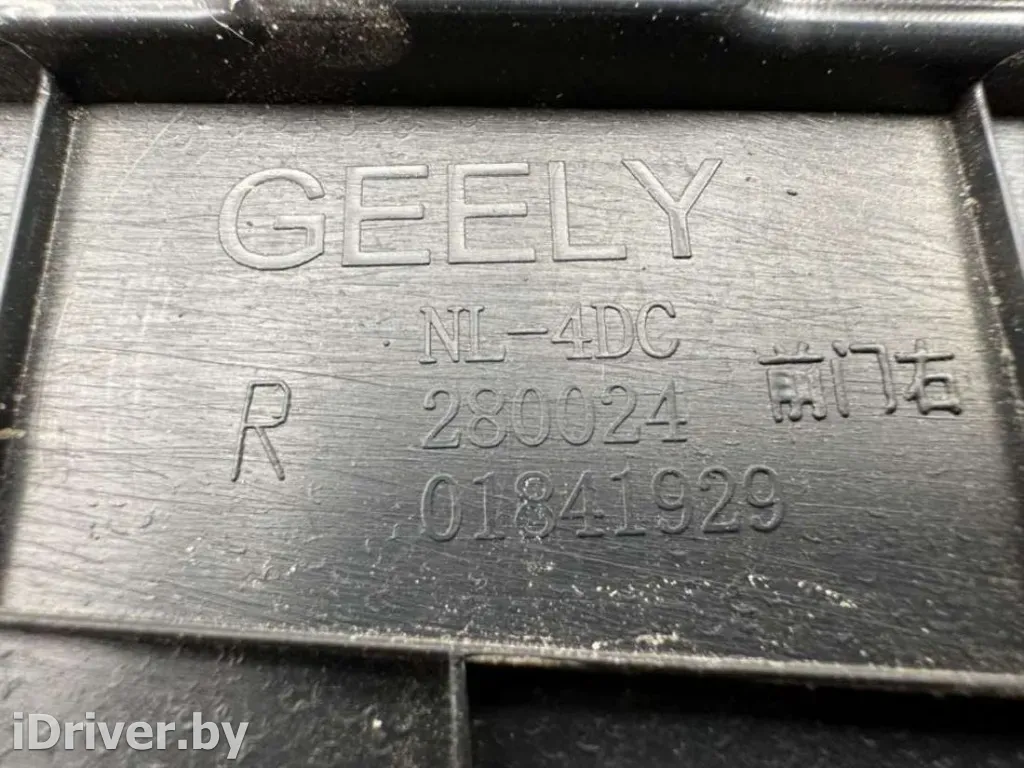 GEELY
NL-4DC
R 280024 前门右
01841929
iDriver.by